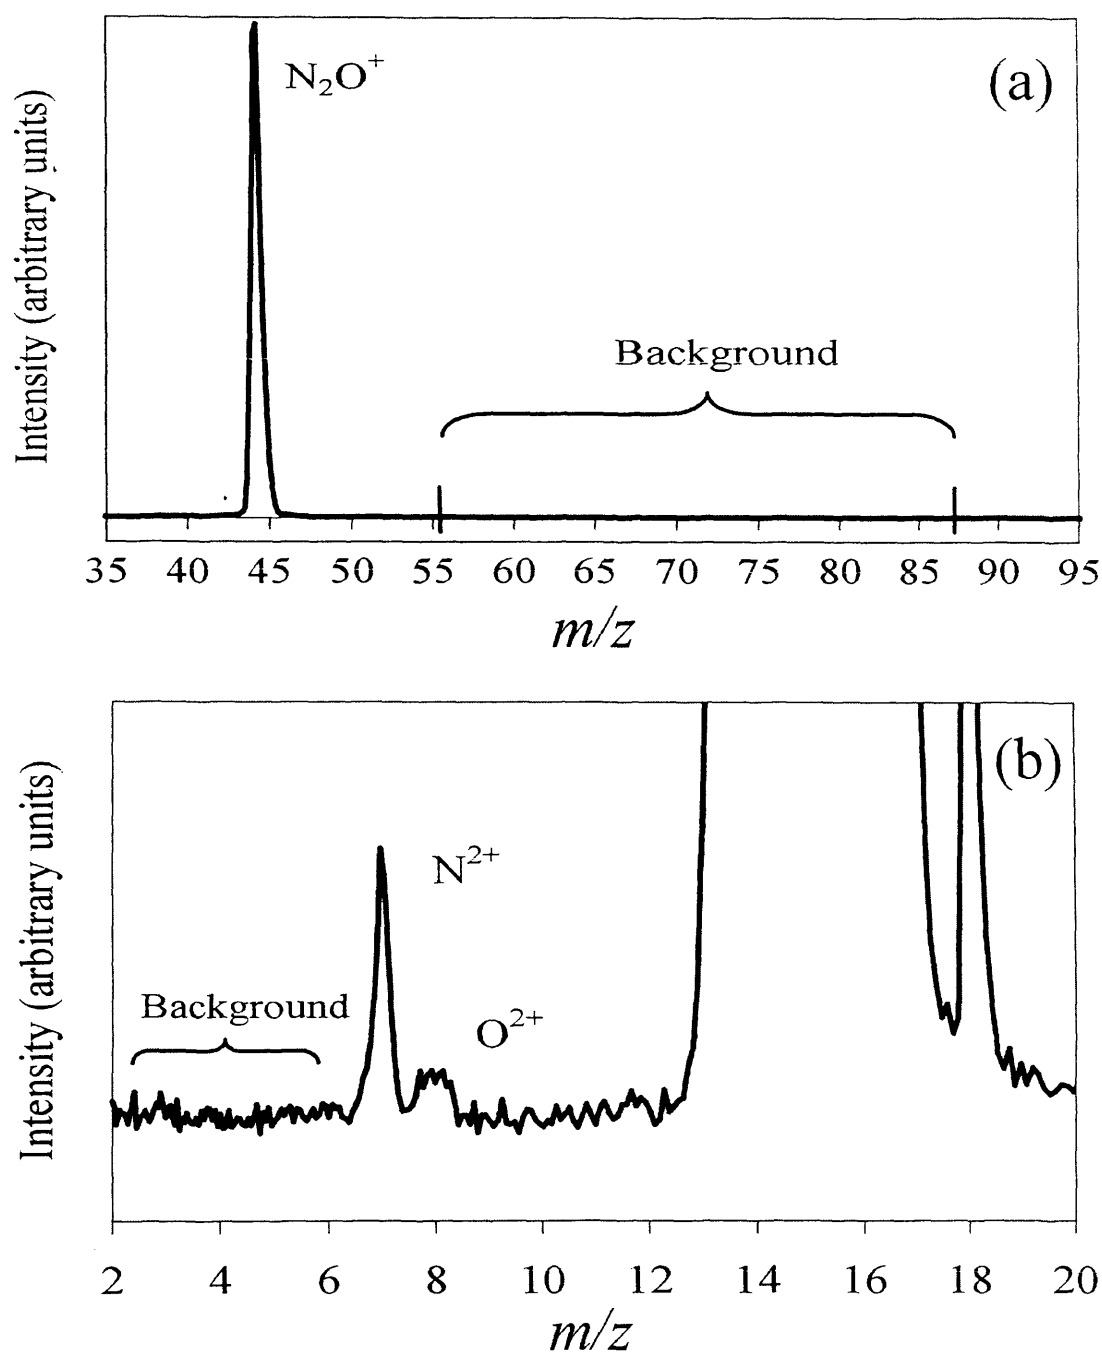 (a)
N₂O⁺
Intensity (arbitrary units)
Background
35 40 45 50 55 60 65 70 75 80 85 90 95
m/z
(b)
Intensity (arbitrary units)
N²⁺
O²⁺
Background
2 4 6 8 10 12 14 16 18 20
m/z